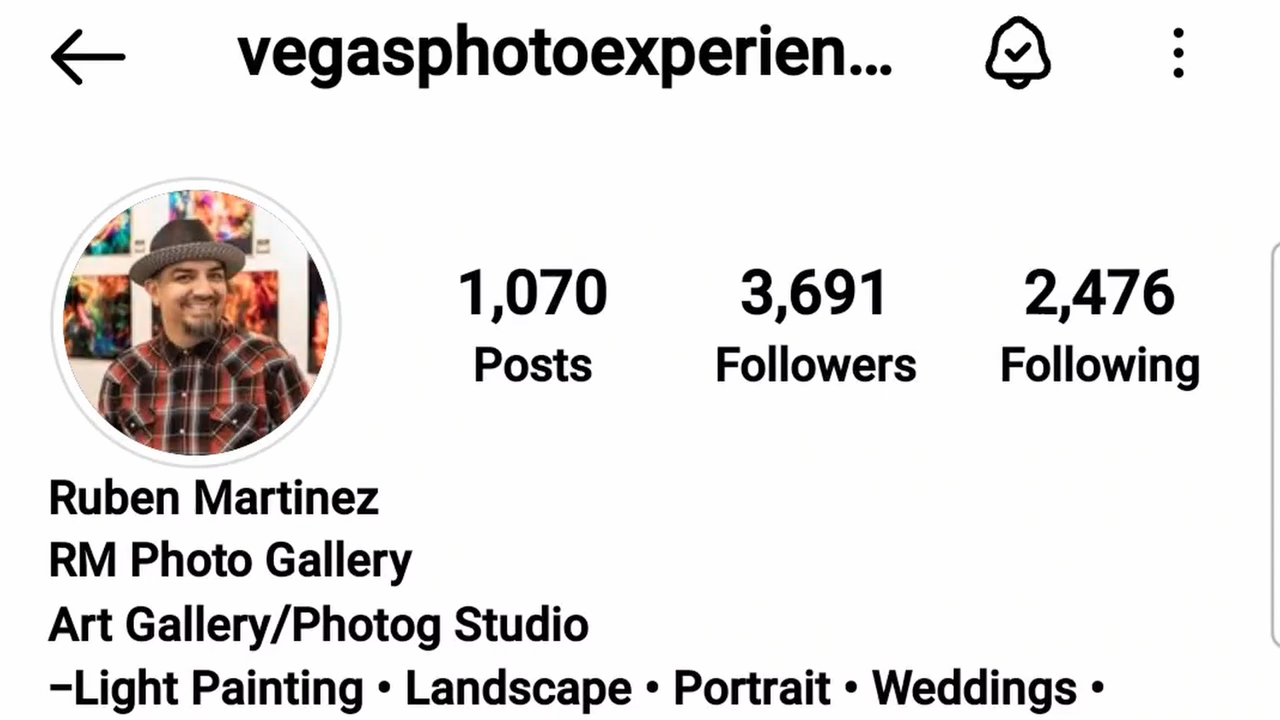 vegasphotoexperien...
1,070 3,691 2,476
Posts Followers Following
Ruben Martinez
RM Photo Gallery
Art Gallery/Photog Studio
–Light Painting • Landscape • Portrait • Weddings •